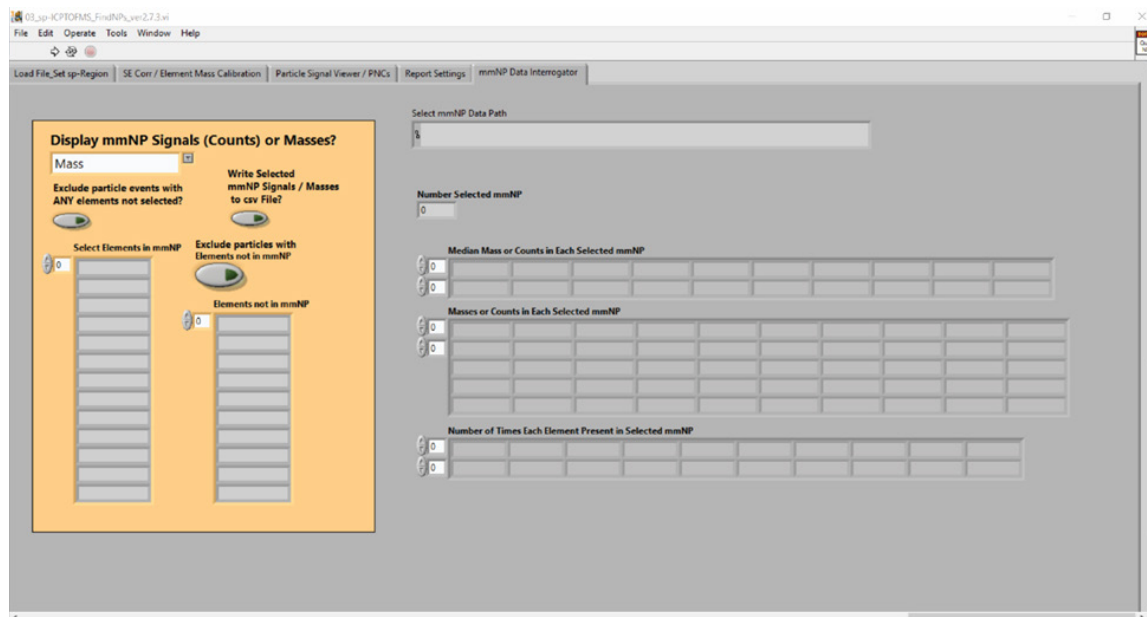 03_sp-ICPTOFMS_FindNPs_ver2.7.3.vi
File Edit Operate Tools Window Help
Load File_Set sp-Region SE Corr / Element Mass Calibration Particle Signal Viewer / PNCs Report Settings mmNP Data Interrogator
Display mmNP Signals (Counts) or Masses?
Mass
Exclude particle events with
ANY elements not selected?
Write Selected
mmNP Signals / Masses
to csv File?
Select Elements in mmNP
0
Exclude particles with
Elements not in mmNP
Elements not in mmNP
0
Select mmNP Data Path
Number Selected mmNP
0
Median Mass or Counts in Each Selected mmNP
0
0
Masses or Counts in Each Selected mmNP
0
0
Number of Times Each Element Present in Selected mmNP
0
0